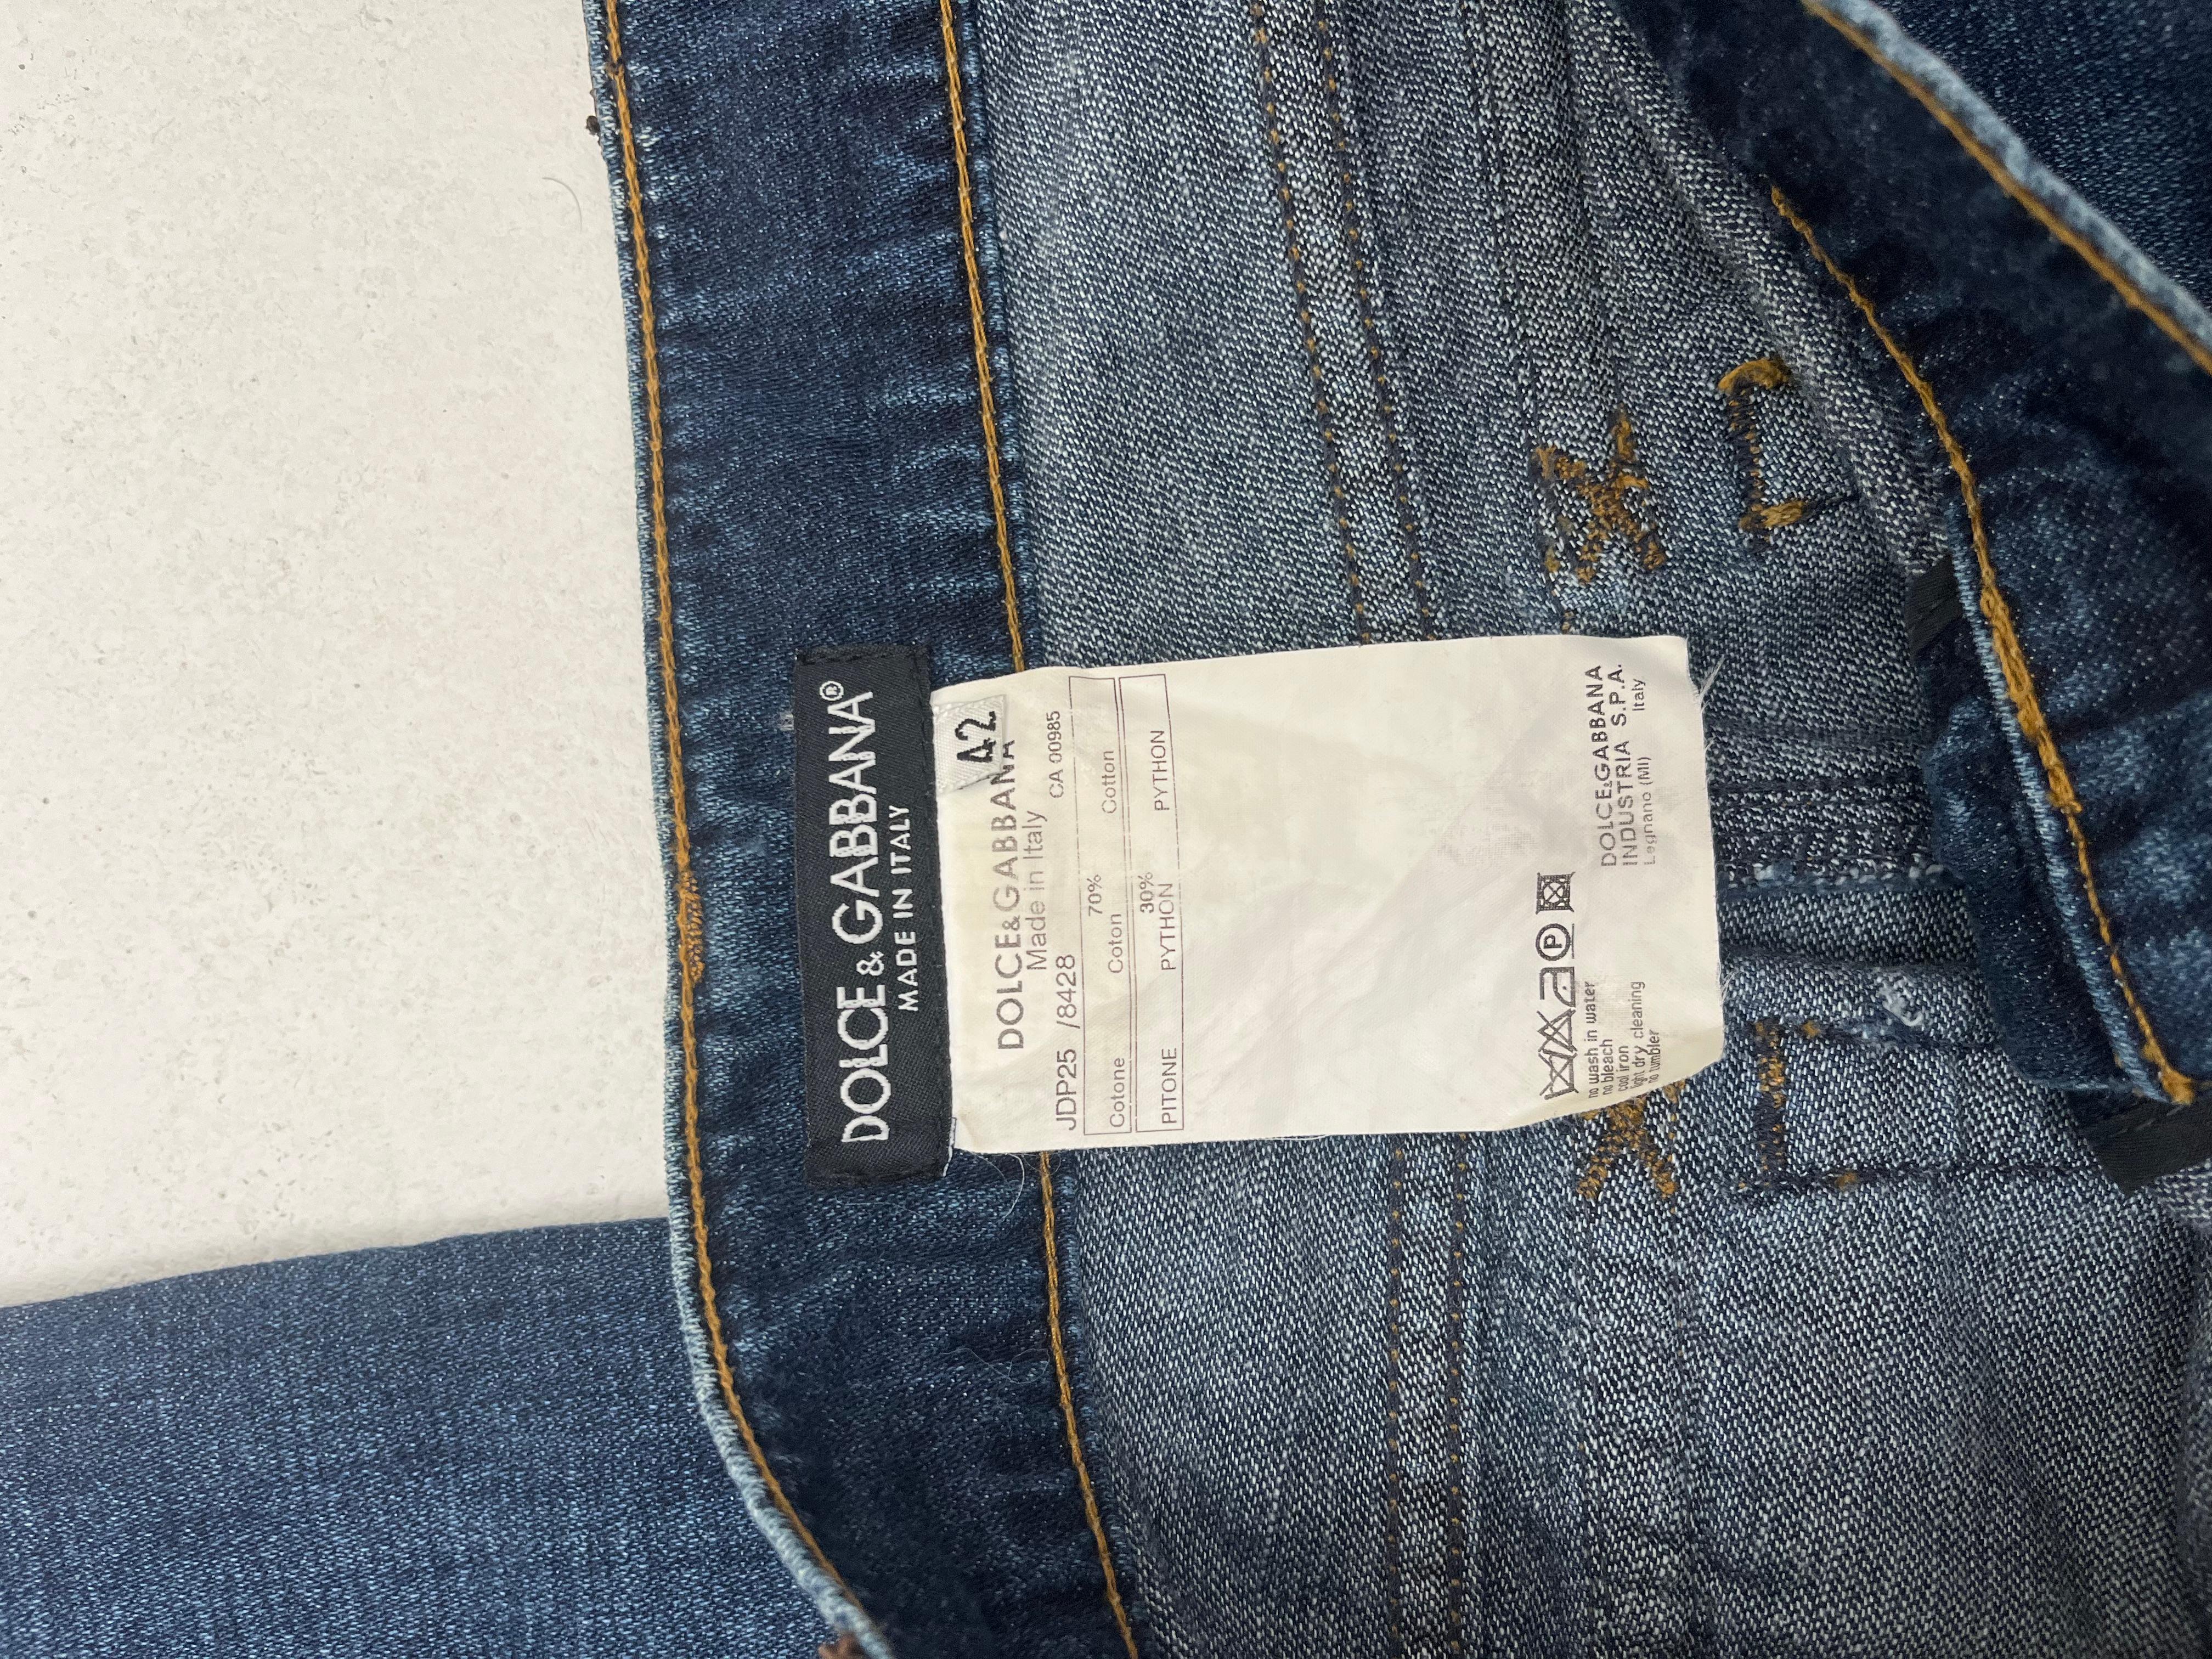 DOLCE&GABBANA®
MADE IN ITALY
42
DOLCE&GABBANA
Made in Italy
JDP25 /8428 CA 00985
70%
Cotone Coton Cotton
30%
PITONE PYTHON PYTHON
P
no wash in water
no bleach
cool iron
light dry cleaning
no tumbler
DOLCE&GABBANA
INDUSTRIA S.P.A.
Legnano (MI) Italy